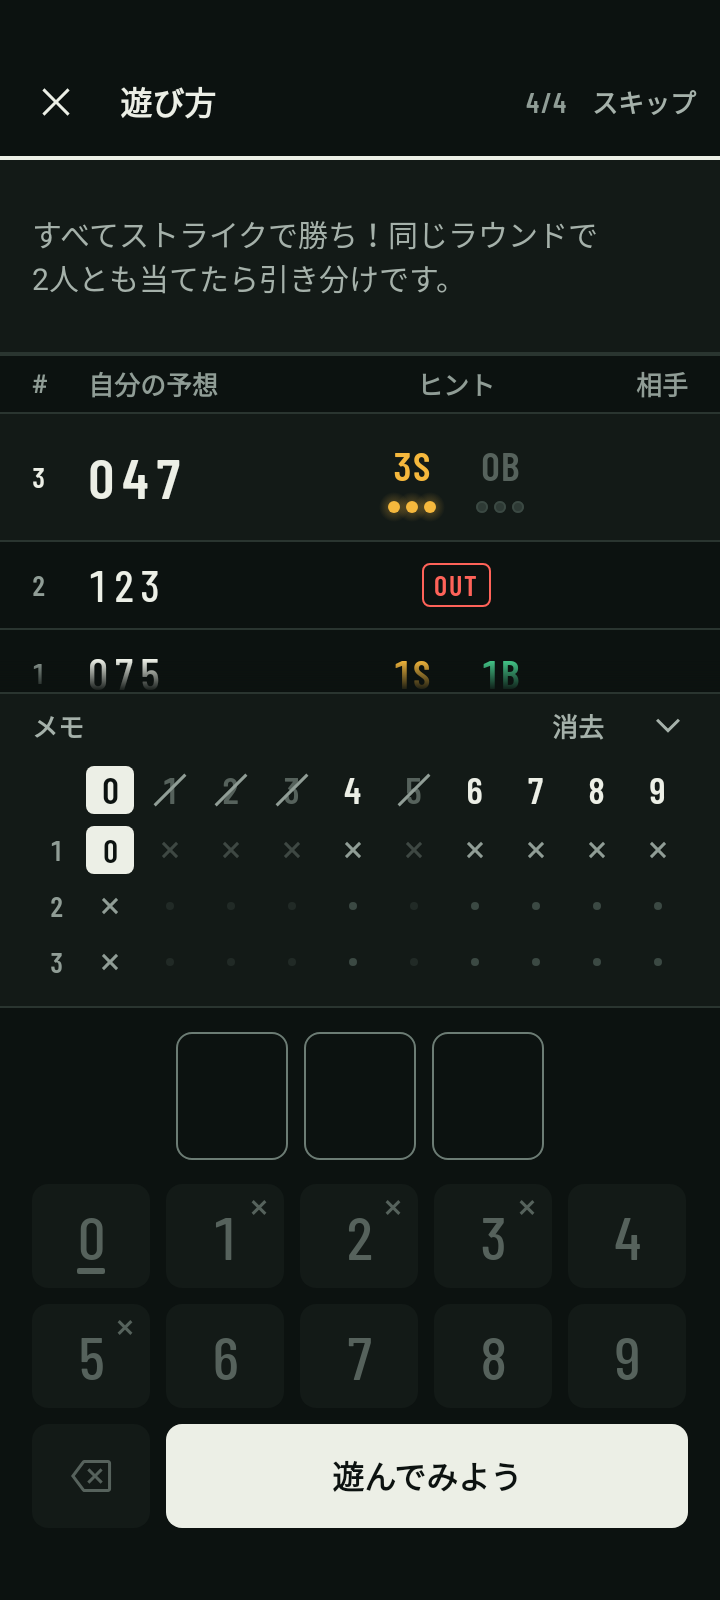 遊び方 4/4 スキップ
すべてストライクで勝ち！同じラウンドで
2人とも当てたら引き分けです。
# 自分の予想 ヒント 相手
3 047 3S 0B
2 123 OUT
1 075 1S 1B
メモ 消去
0 1 2 3 4 5 6 7 8 9
1 0 × × × × × × × × ×
2 ×
3 ×
0 1 × 2 × 3 × 4
5 × 6 7 8 9
遊んでみよう